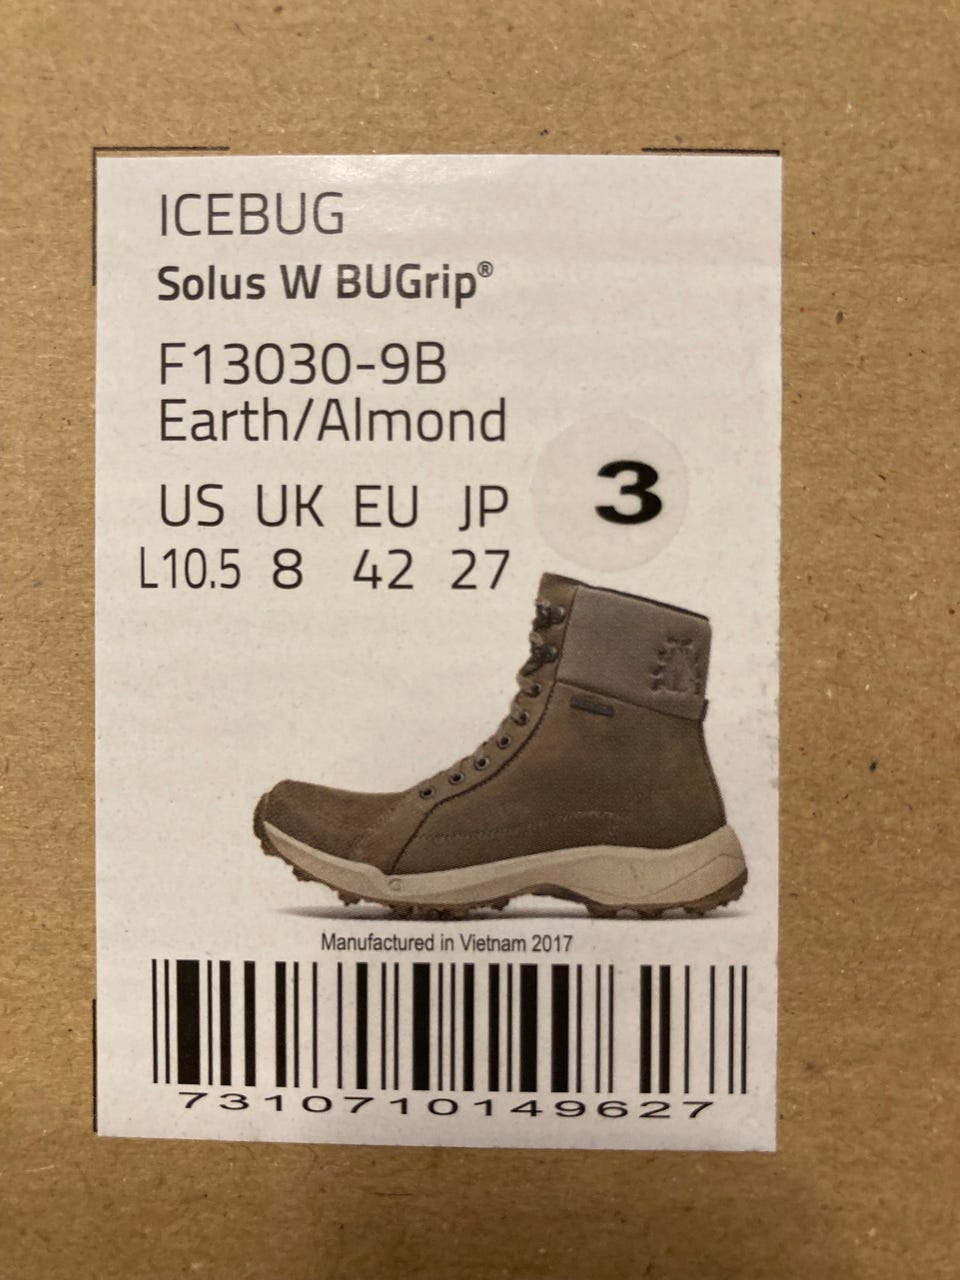 ICEBUG
Solus W BUGrip®
F13030-9B
Earth/Almond
3
US UK EU JP
L10.5 8 42 27
Manufactured in Vietnam 2017
7310710149627